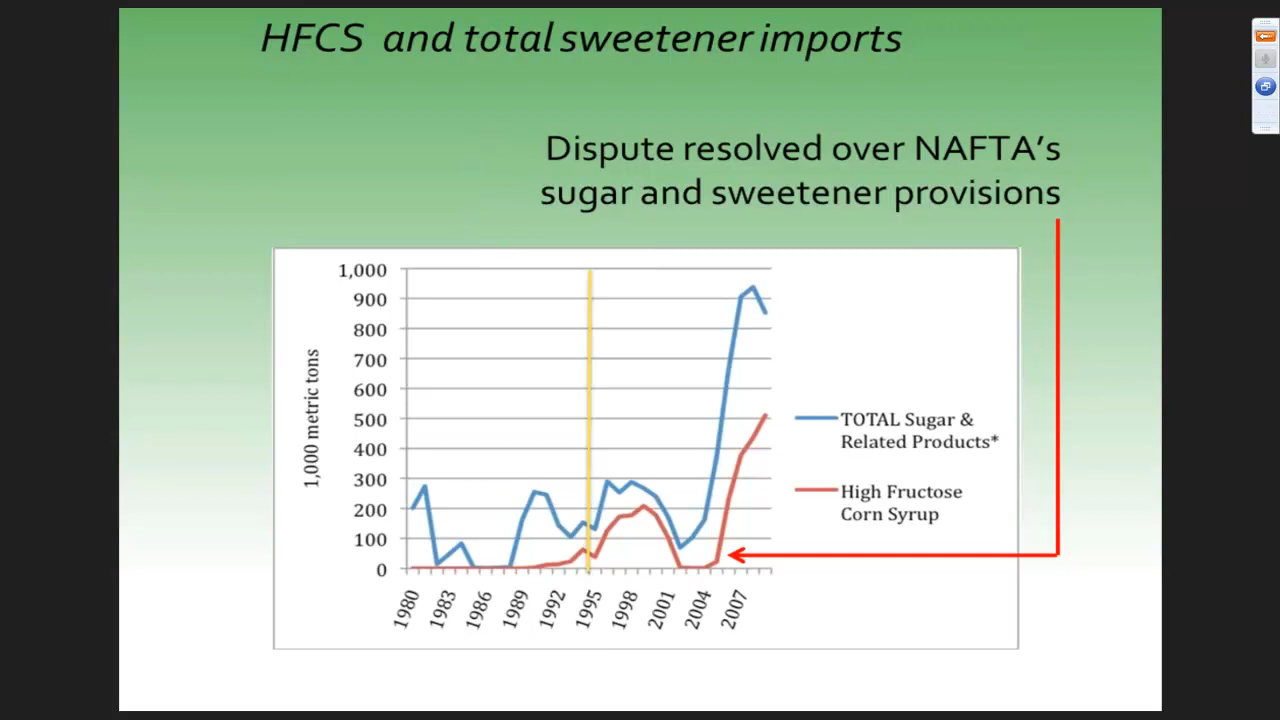 HFCS and total sweetener imports
Dispute resolved over NAFTA's
sugar and sweetener provisions
1,000
900
800
700
600
500
400
300
200
100
0
1,000 metric tons
1980
1983
1986
1989
1992
1995
1998
2001
2004
2007
TOTAL Sugar &
Related Products*
High Fructose
Corn Syrup